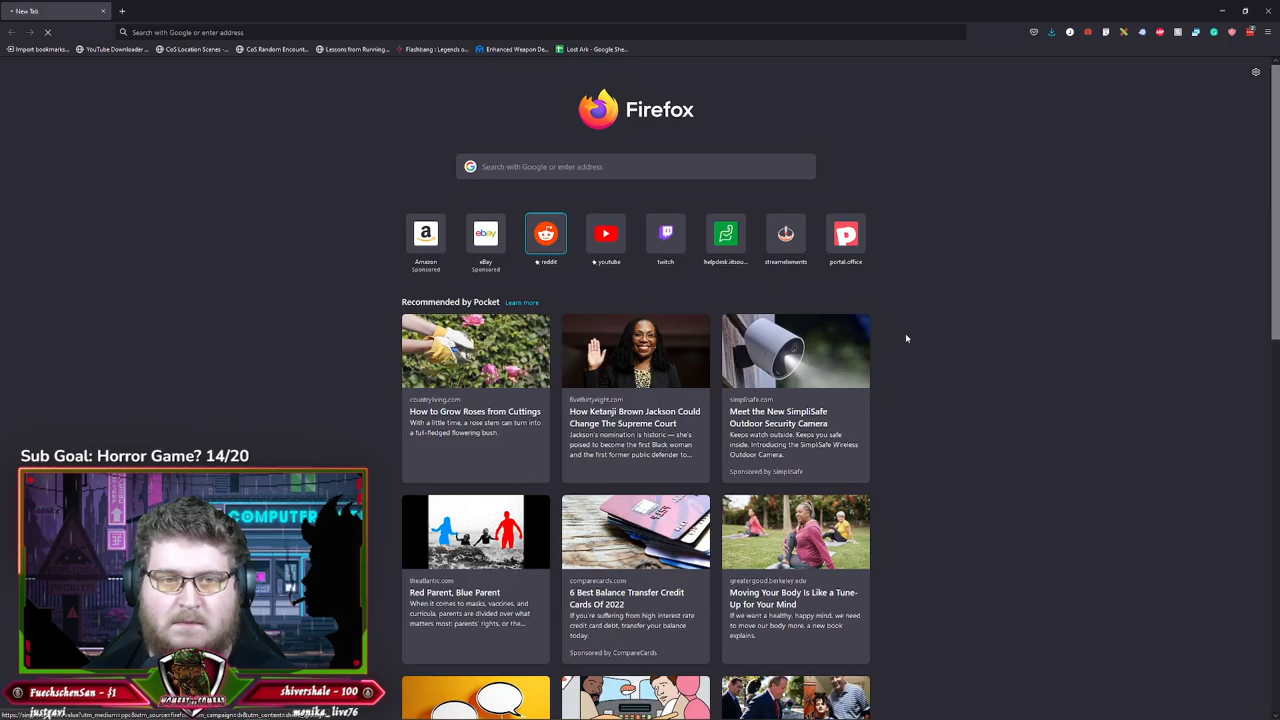 New Tab
Search with Google or enter address
Import bookmarks...
YouTube Downloader ...
CoS Location Scenes -...
CoS Random Encount...
Lessons from Running...
Flashbang : Legends o...
Enhanced Weapon De...
Lost Ark - Google She...
Firefox
Search with Google or enter address
Amazon
Sponsored
eBay
Sponsored
reddit
youtube
twitch
helpdesk.iitsou...
streamelements
portal.office
Recommended by Pocket
Learn more
countryliving.com
How to Grow Roses from Cuttings
With a little time, a rose stem can turn into
a full-fledged flowering bush.
fivethirtyeight.com
How Ketanji Brown Jackson Could
Change The Supreme Court
Jackson's nomination is historic — she's
poised to become the first Black woman
and the first former public defender to...
simplisafe.com
Meet the New SimpliSafe
Outdoor Security Camera
Keeps watch outside. Keeps you safe
inside. Introducing the SimpliSafe Wireless
Outdoor Camera.
Sponsored by SimpliSafe
theatlantic.com
Red Parent, Blue Parent
When it comes to masks, vaccines, and
curricula, parents are divided over what
matters most: parents' rights, or the...
comparecards.com
6 Best Balance Transfer Credit
Cards Of 2022
If you're suffering from high interest rate
credit card debt, transfer your balance
today.
Sponsored by CompareCards
greatergood.berkeley.edu
Moving Your Body Is Like a Tune-
Up for Your Mind
If we want a healthy, happy mind, we
need to move our body more, a new book
explains.
Sub Goal: Horror Game? 14/20
COMPUTER
PROBLEM
FuechschenSan - $1
shivershale - 100
monika_live76